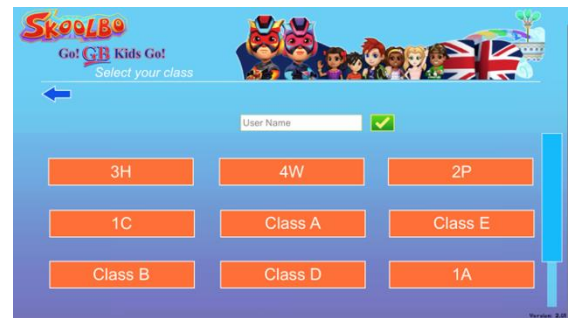 SKOOLBO
Go! GB Kids Go!
Select your class
User Name
3H 4W 2P
1C Class A Class E
Class B Class D 1A